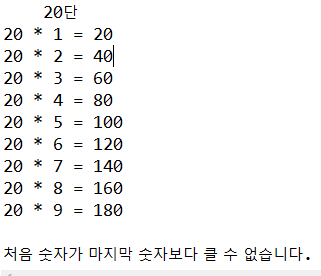 20단
20 * 1 = 20
20 * 2 = 40
20 * 3 = 60
20 * 4 = 80
20 * 5 = 100
20 * 6 = 120
20 * 7 = 140
20 * 8 = 160
20 * 9 = 180
처음 숫자가 마지막 숫자보다 클 수 없습니다.